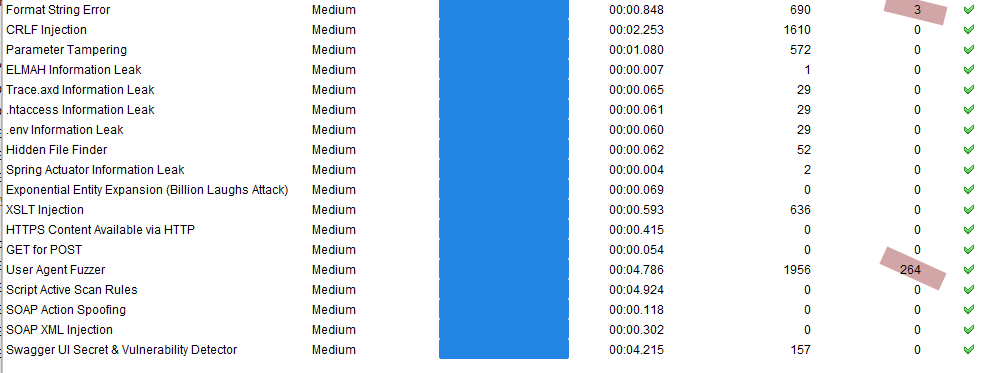 Format String Error Medium 00:00.848 690 3
CRLF Injection Medium 00:02.253 1610 0
Parameter Tampering Medium 00:01.080 572 0
ELMAH Information Leak Medium 00:00.007 1 0
Trace.axd Information Leak Medium 00:00.065 29 0
.htaccess Information Leak Medium 00:00.061 29 0
.env Information Leak Medium 00:00.060 29 0
Hidden File Finder Medium 00:00.062 52 0
Spring Actuator Information Leak Medium 00:00.004 2 0
Exponential Entity Expansion (Billion Laughs Attack) Medium 00:00.069 0 0
XSLT Injection Medium 00:00.593 636 0
HTTPS Content Available via HTTP Medium 00:00.415 0 0
GET for POST Medium 00:00.054 0 0
User Agent Fuzzer Medium 00:04.786 1956 264
Script Active Scan Rules Medium 00:04.924 0 0
SOAP Action Spoofing Medium 00:00.118 0 0
SOAP XML Injection Medium 00:00.302 0 0
Swagger UI Secret & Vulnerability Detector Medium 00:04.215 157 0